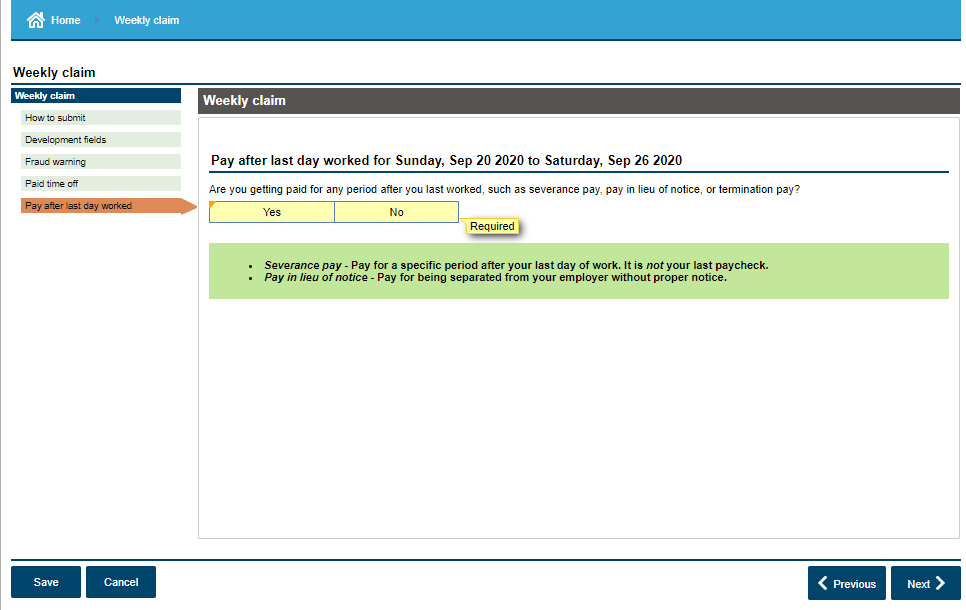 Home
Weekly claim
Weekly claim
Weekly claim
How to submit
Development fields
Fraud warning
Paid time off
Pay after last day worked
Weekly claim
Pay after last day worked for Sunday, Sep 20 2020 to Saturday, Sep 26 2020
Are you getting paid for any period after you last worked, such as severance pay, pay in lieu of notice, or termination pay?
Yes
No
Required
• Severance pay - Pay for a specific period after your last day of work. It is not your last paycheck.
• Pay in lieu of notice - Pay for being separated from your employer without proper notice.
Save
Cancel
Previous
Next